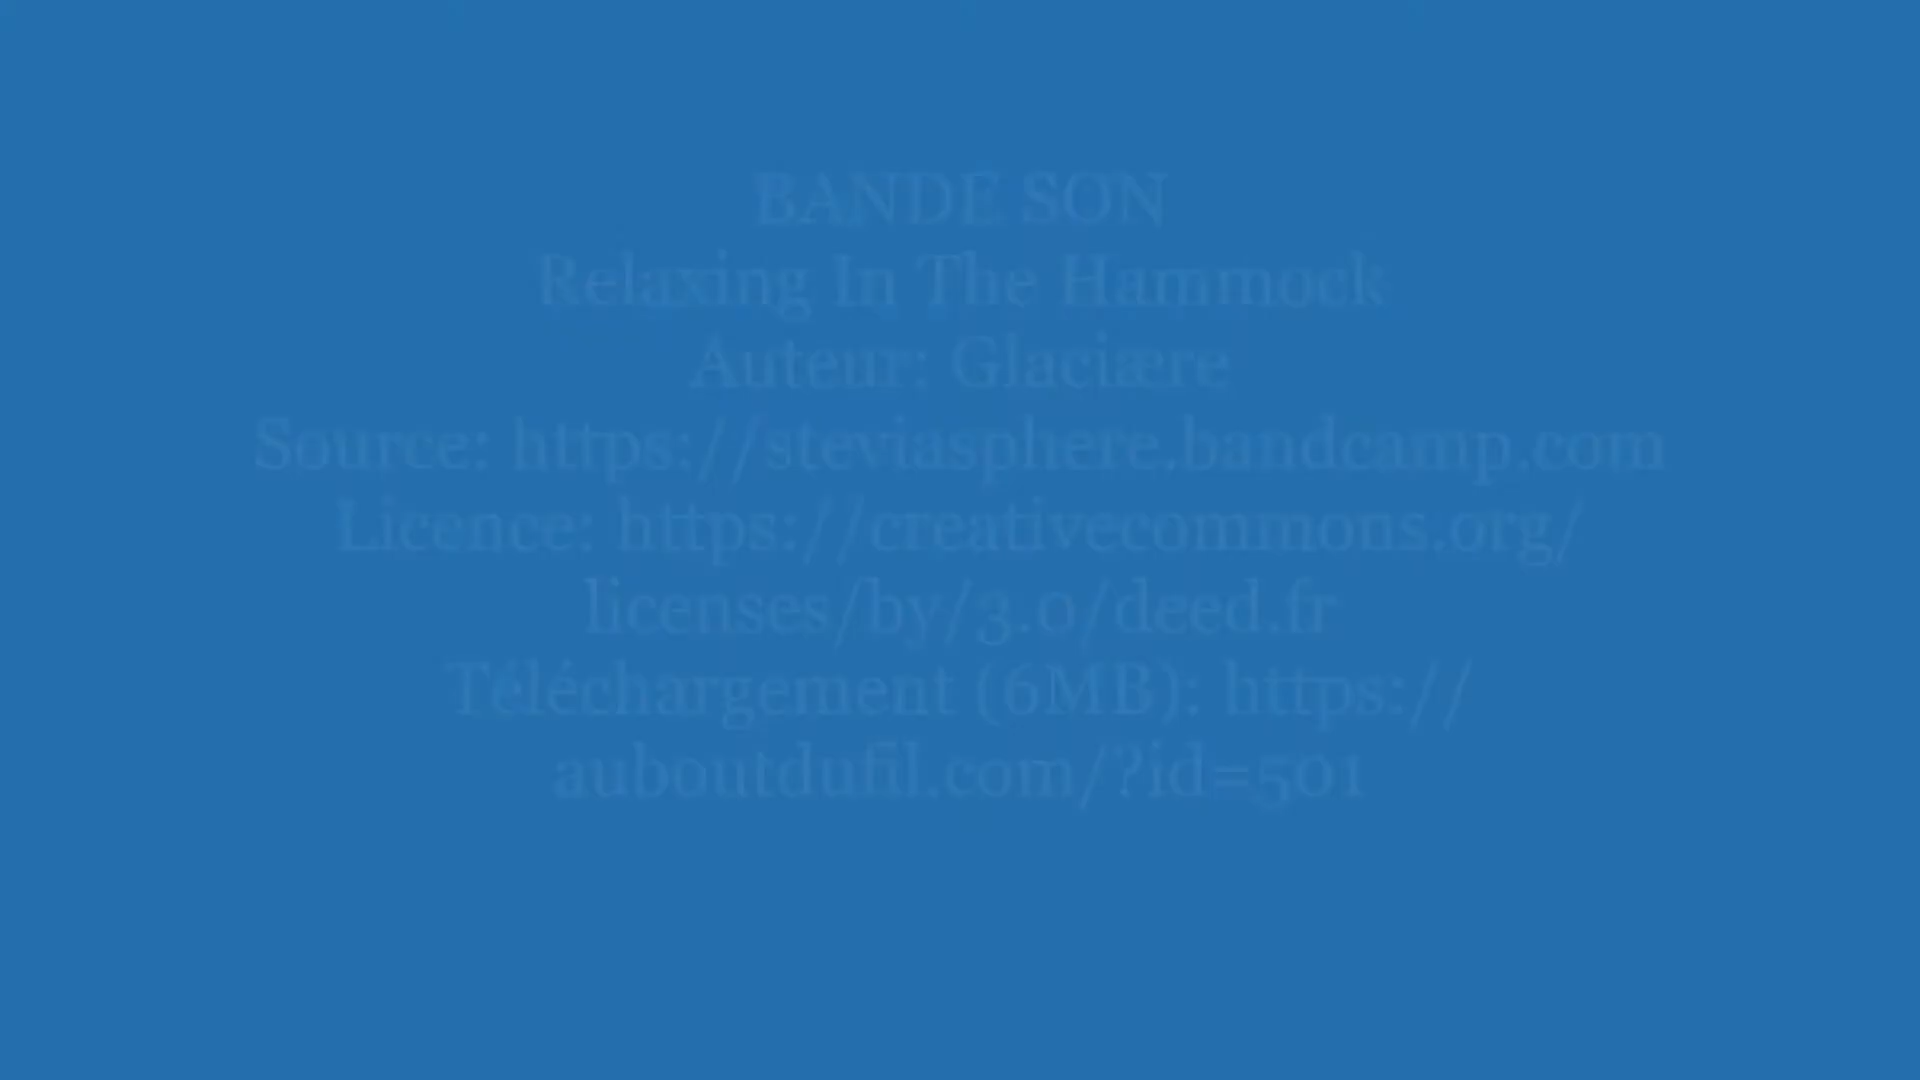 BANDE SON
Relaxing In The Hammock
Auteur: Glaciære
Source: https://steviasphere.bandcamp.com
Licence: https://creativecommons.org/
licenses/by/3.0/deed.fr
Téléchargement (6MB): https://
auboutdufil.com/?id=501